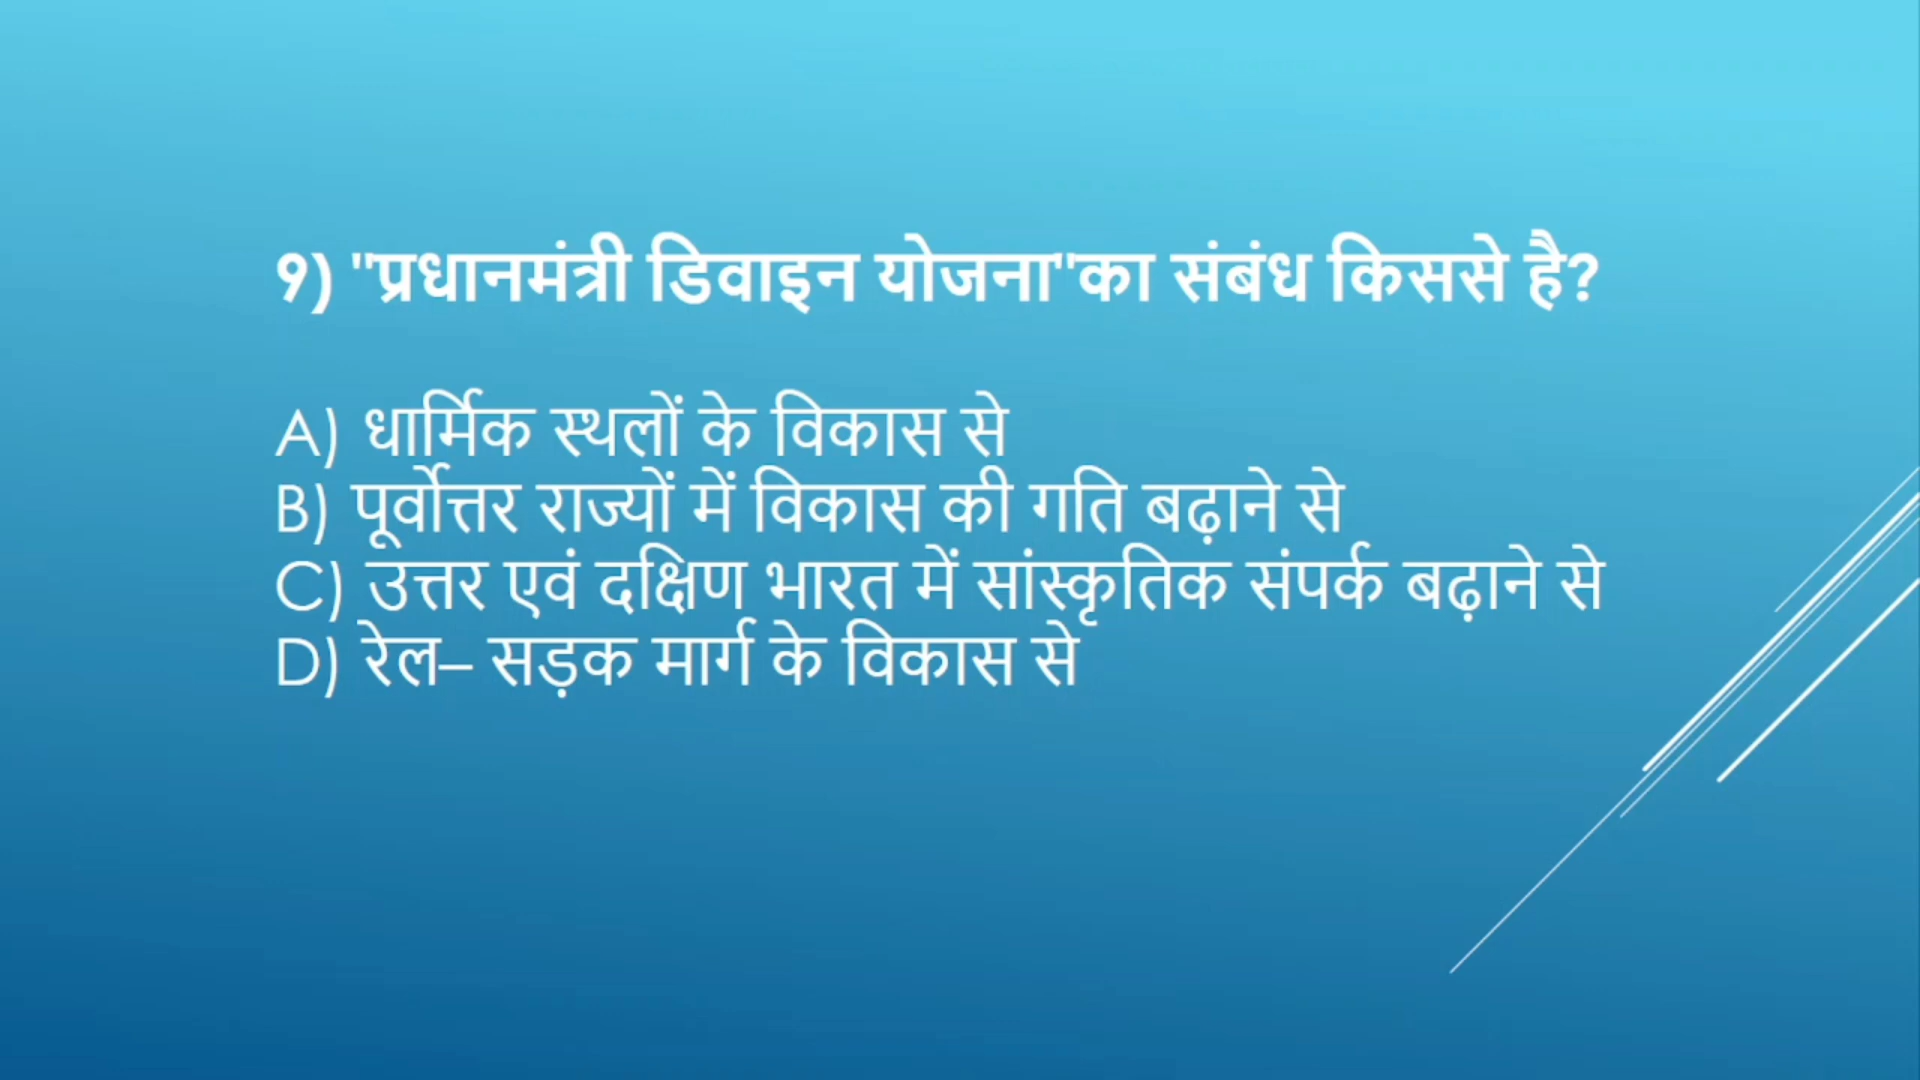 9) "प्रधानमंत्री डिवाइन योजना"का संबंध किससे है?
A) धार्मिक स्थलों के विकास से
B) पूर्वोत्तर राज्यों में विकास की गति बढ़ाने से
C) उत्तर एवं दक्षिण भारत में सांस्कृतिक संपर्क बढ़ाने से
D) रेल– सड़क मार्ग के विकास से